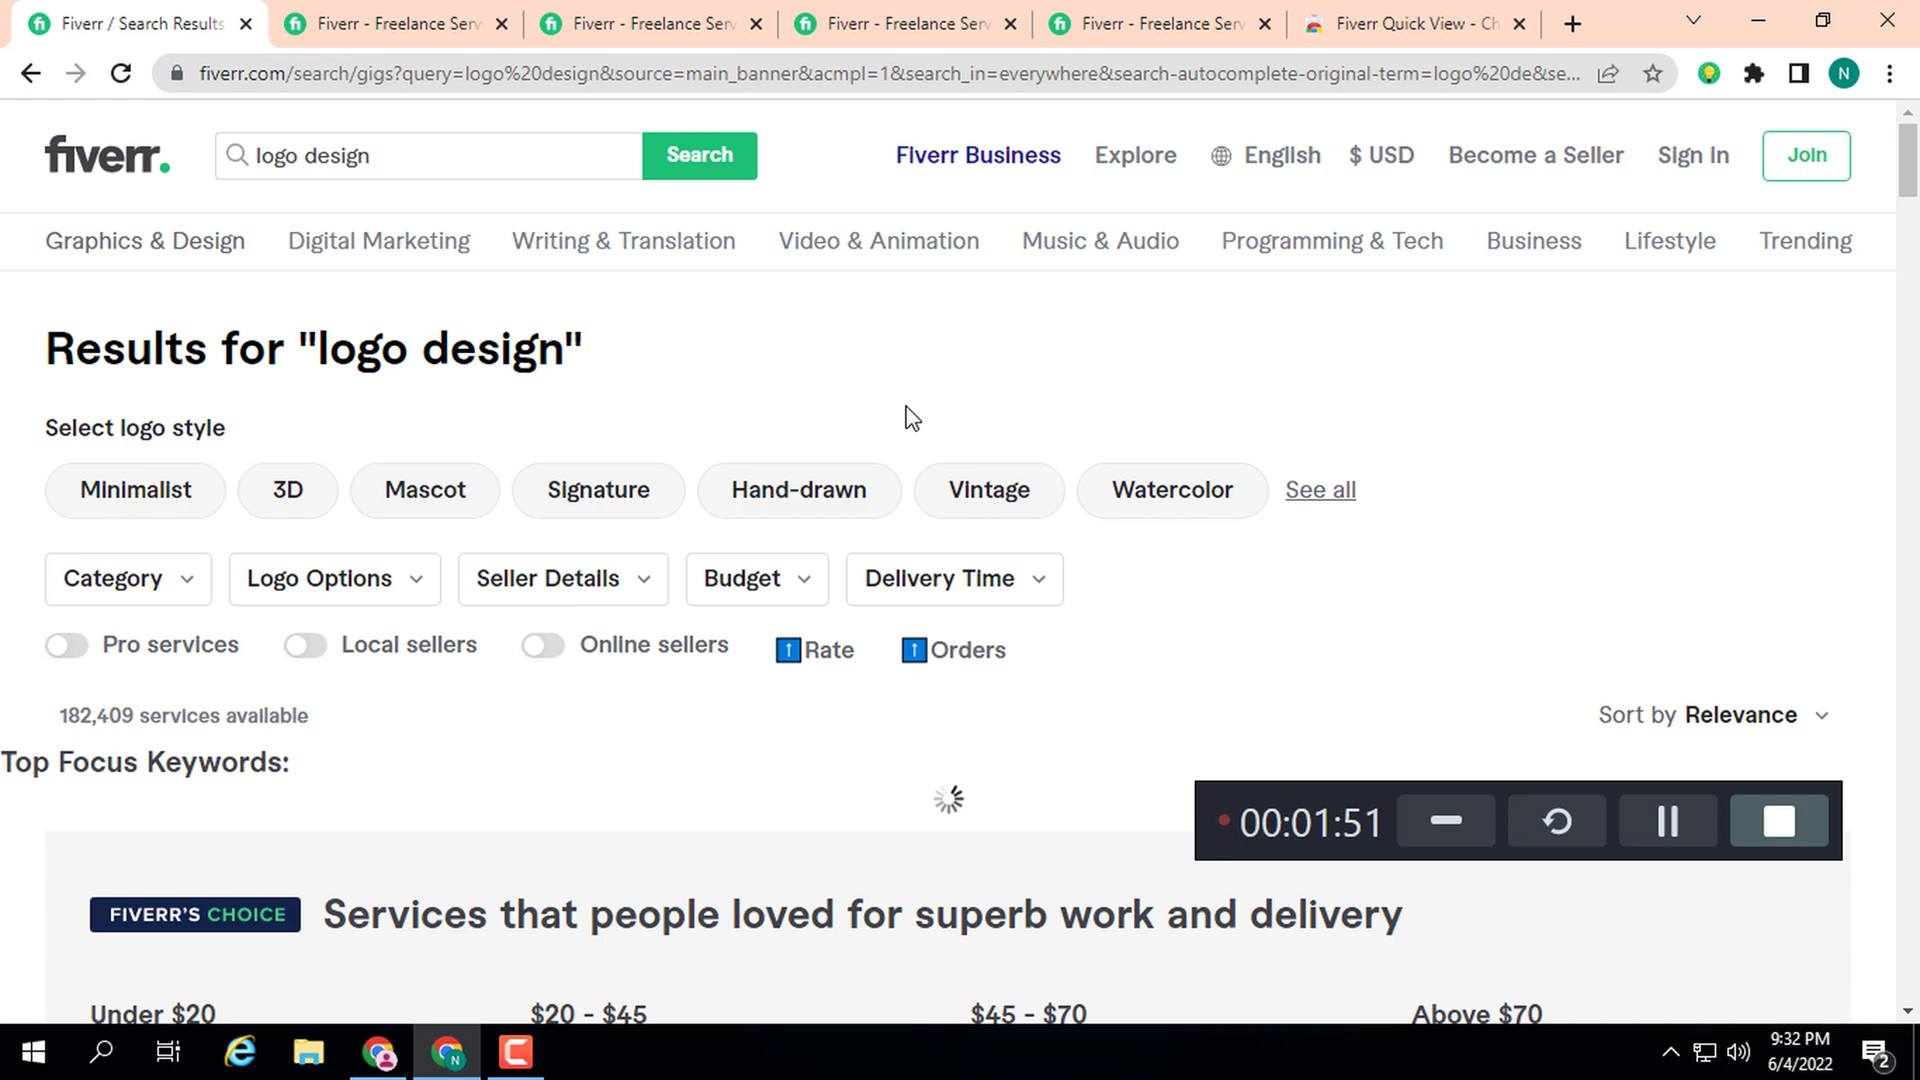 Fiverr / Search Results
Fiverr - Freelance Serv
Fiverr - Freelance Serv
Fiverr - Freelance Serv
Fiverr - Freelance Serv
Fiverr Quick View - Ch
fiverr.com/search/gigs?query=logo%20design&source=main_banner&acmpl=1&search_in=everywhere&search-autocomplete-original-term=logo%20de&se...
N
fiverr.
logo design
Search
Fiverr Business
Explore
English
$ USD
Become a Seller
Sign In
Join
Graphics & Design
Digital Marketing
Writing & Translation
Video & Animation
Music & Audio
Programming & Tech
Business
Lifestyle
Trending
Results for "logo design"
Select logo style
Minimalist
3D
Mascot
Signature
Hand-drawn
Vintage
Watercolor
See all
Category
Logo Options
Seller Details
Budget
Delivery Time
Pro services
Local sellers
Online sellers
↑Rate
↑Orders
182,409 services available
Sort by Relevance
Top Focus Keywords:
00:01:51
FIVERR'S CHOICE
Services that people loved for superb work and delivery
Under $20
$20 - $45
$45 - $70
Above $70
N
9:32 PM
6/4/2022
2